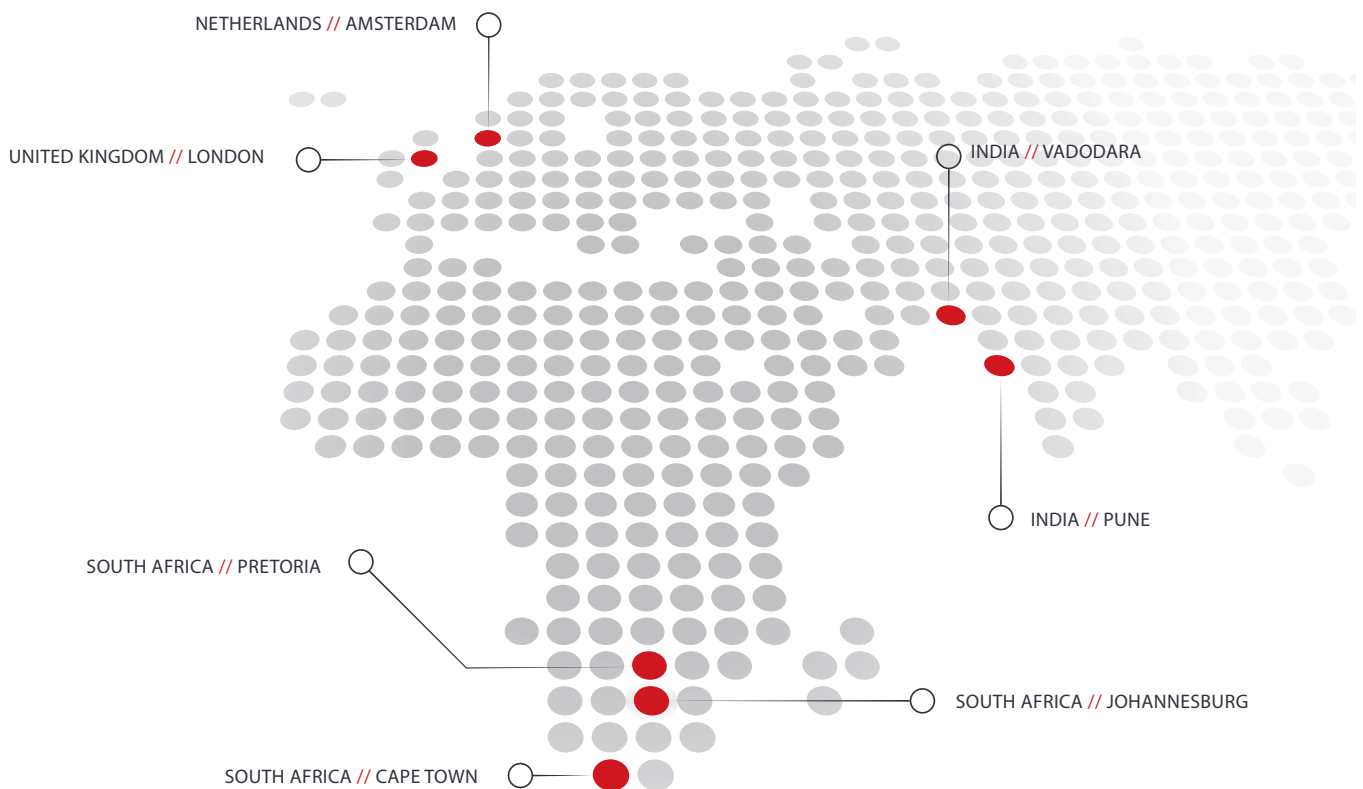 NETHERLANDS // AMSTERDAM
UNITED KINGDOM // LONDON
INDIA // VADODARA
INDIA // PUNE
SOUTH AFRICA // PRETORIA
SOUTH AFRICA // JOHANNESBURG
SOUTH AFRICA // CAPE TOWN